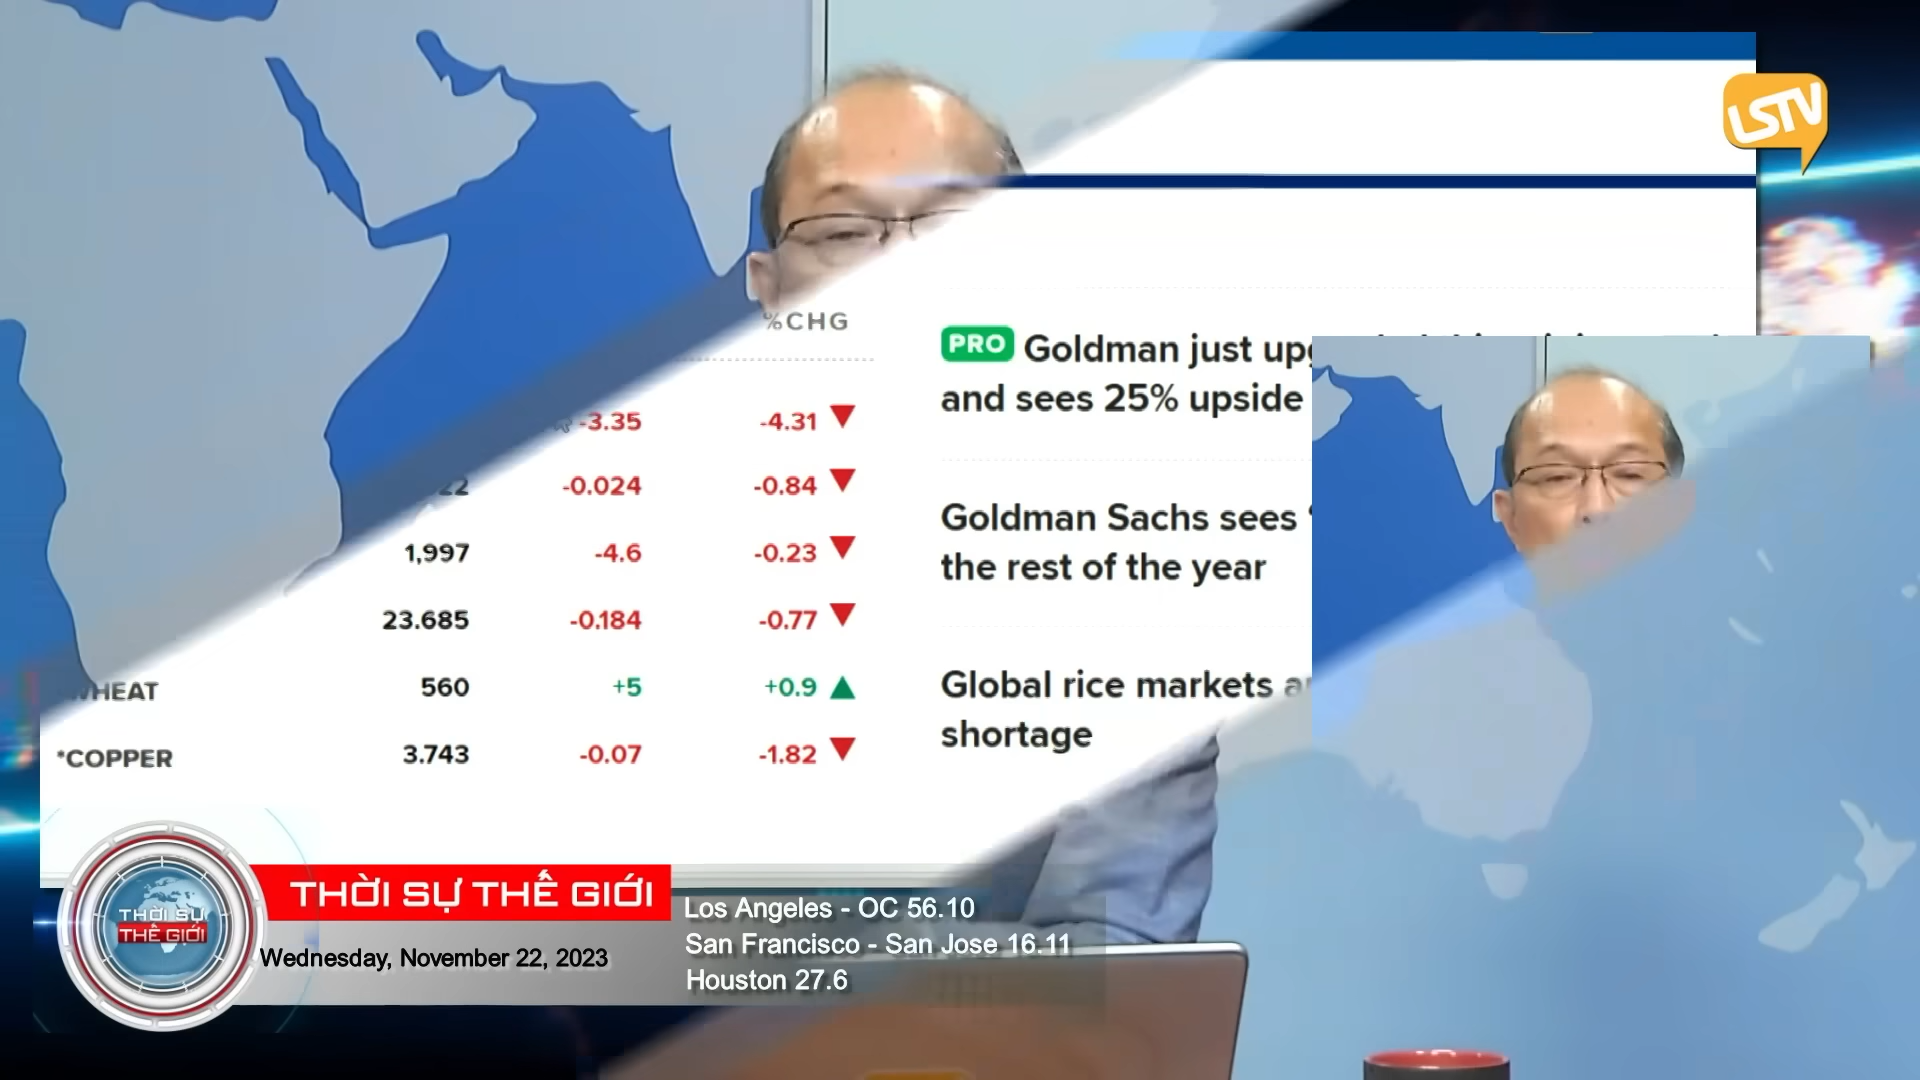 LSTV
%CHG
PRO Goldman just
and sees 25% upside
-3.35 -4.31
-0.024 -0.84
Goldman Sachs sees
the rest of the year
1,997 -4.6 -0.23
23.685 -0.184 -0.77
WHEAT 560 +5 +0.9
Global rice markets
shortage
*COPPER 3.743 -0.07 -1.82
THỜI SỰ THẾ GIỚI
THỜI SỰ
THẾ GIỚI
Wednesday, November 22, 2023
Los Angeles - OC 56.10
San Francisco - San Jose 16.11
Houston 27.6